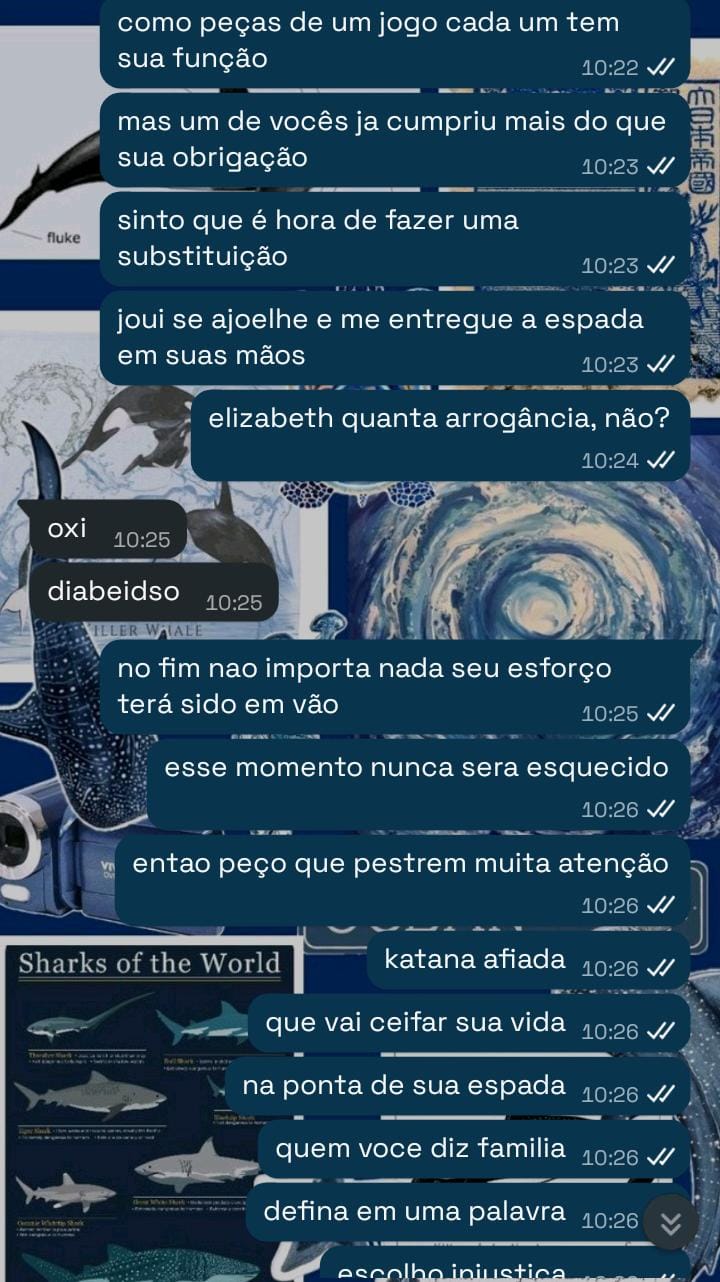 como peças de um jogo cada um tem
sua função
10:22
mas um de vocês ja cumpriu mais do que
sua obrigação
10:23
fluke
sinto que é hora de fazer uma
substituição
10:23
joui se ajoelhe e me entregue a espada
em suas mãos
10:23
elizabeth quanta arrogância, não?
10:24
oxi 10:25
diabeidso 10:25
no fim nao importa nada seu esforço
terá sido em vão
10:25
esse momento nunca sera esquecido
10:26
entao peço que pestrem muita atenção
10:26
katana afiada 10:26
Sharks of the World
que vai ceifar sua vida 10:26
na ponta de sua espada 10:26
quem voce diz familia 10:26
defina em uma palavra 10:26
escolho injustiça